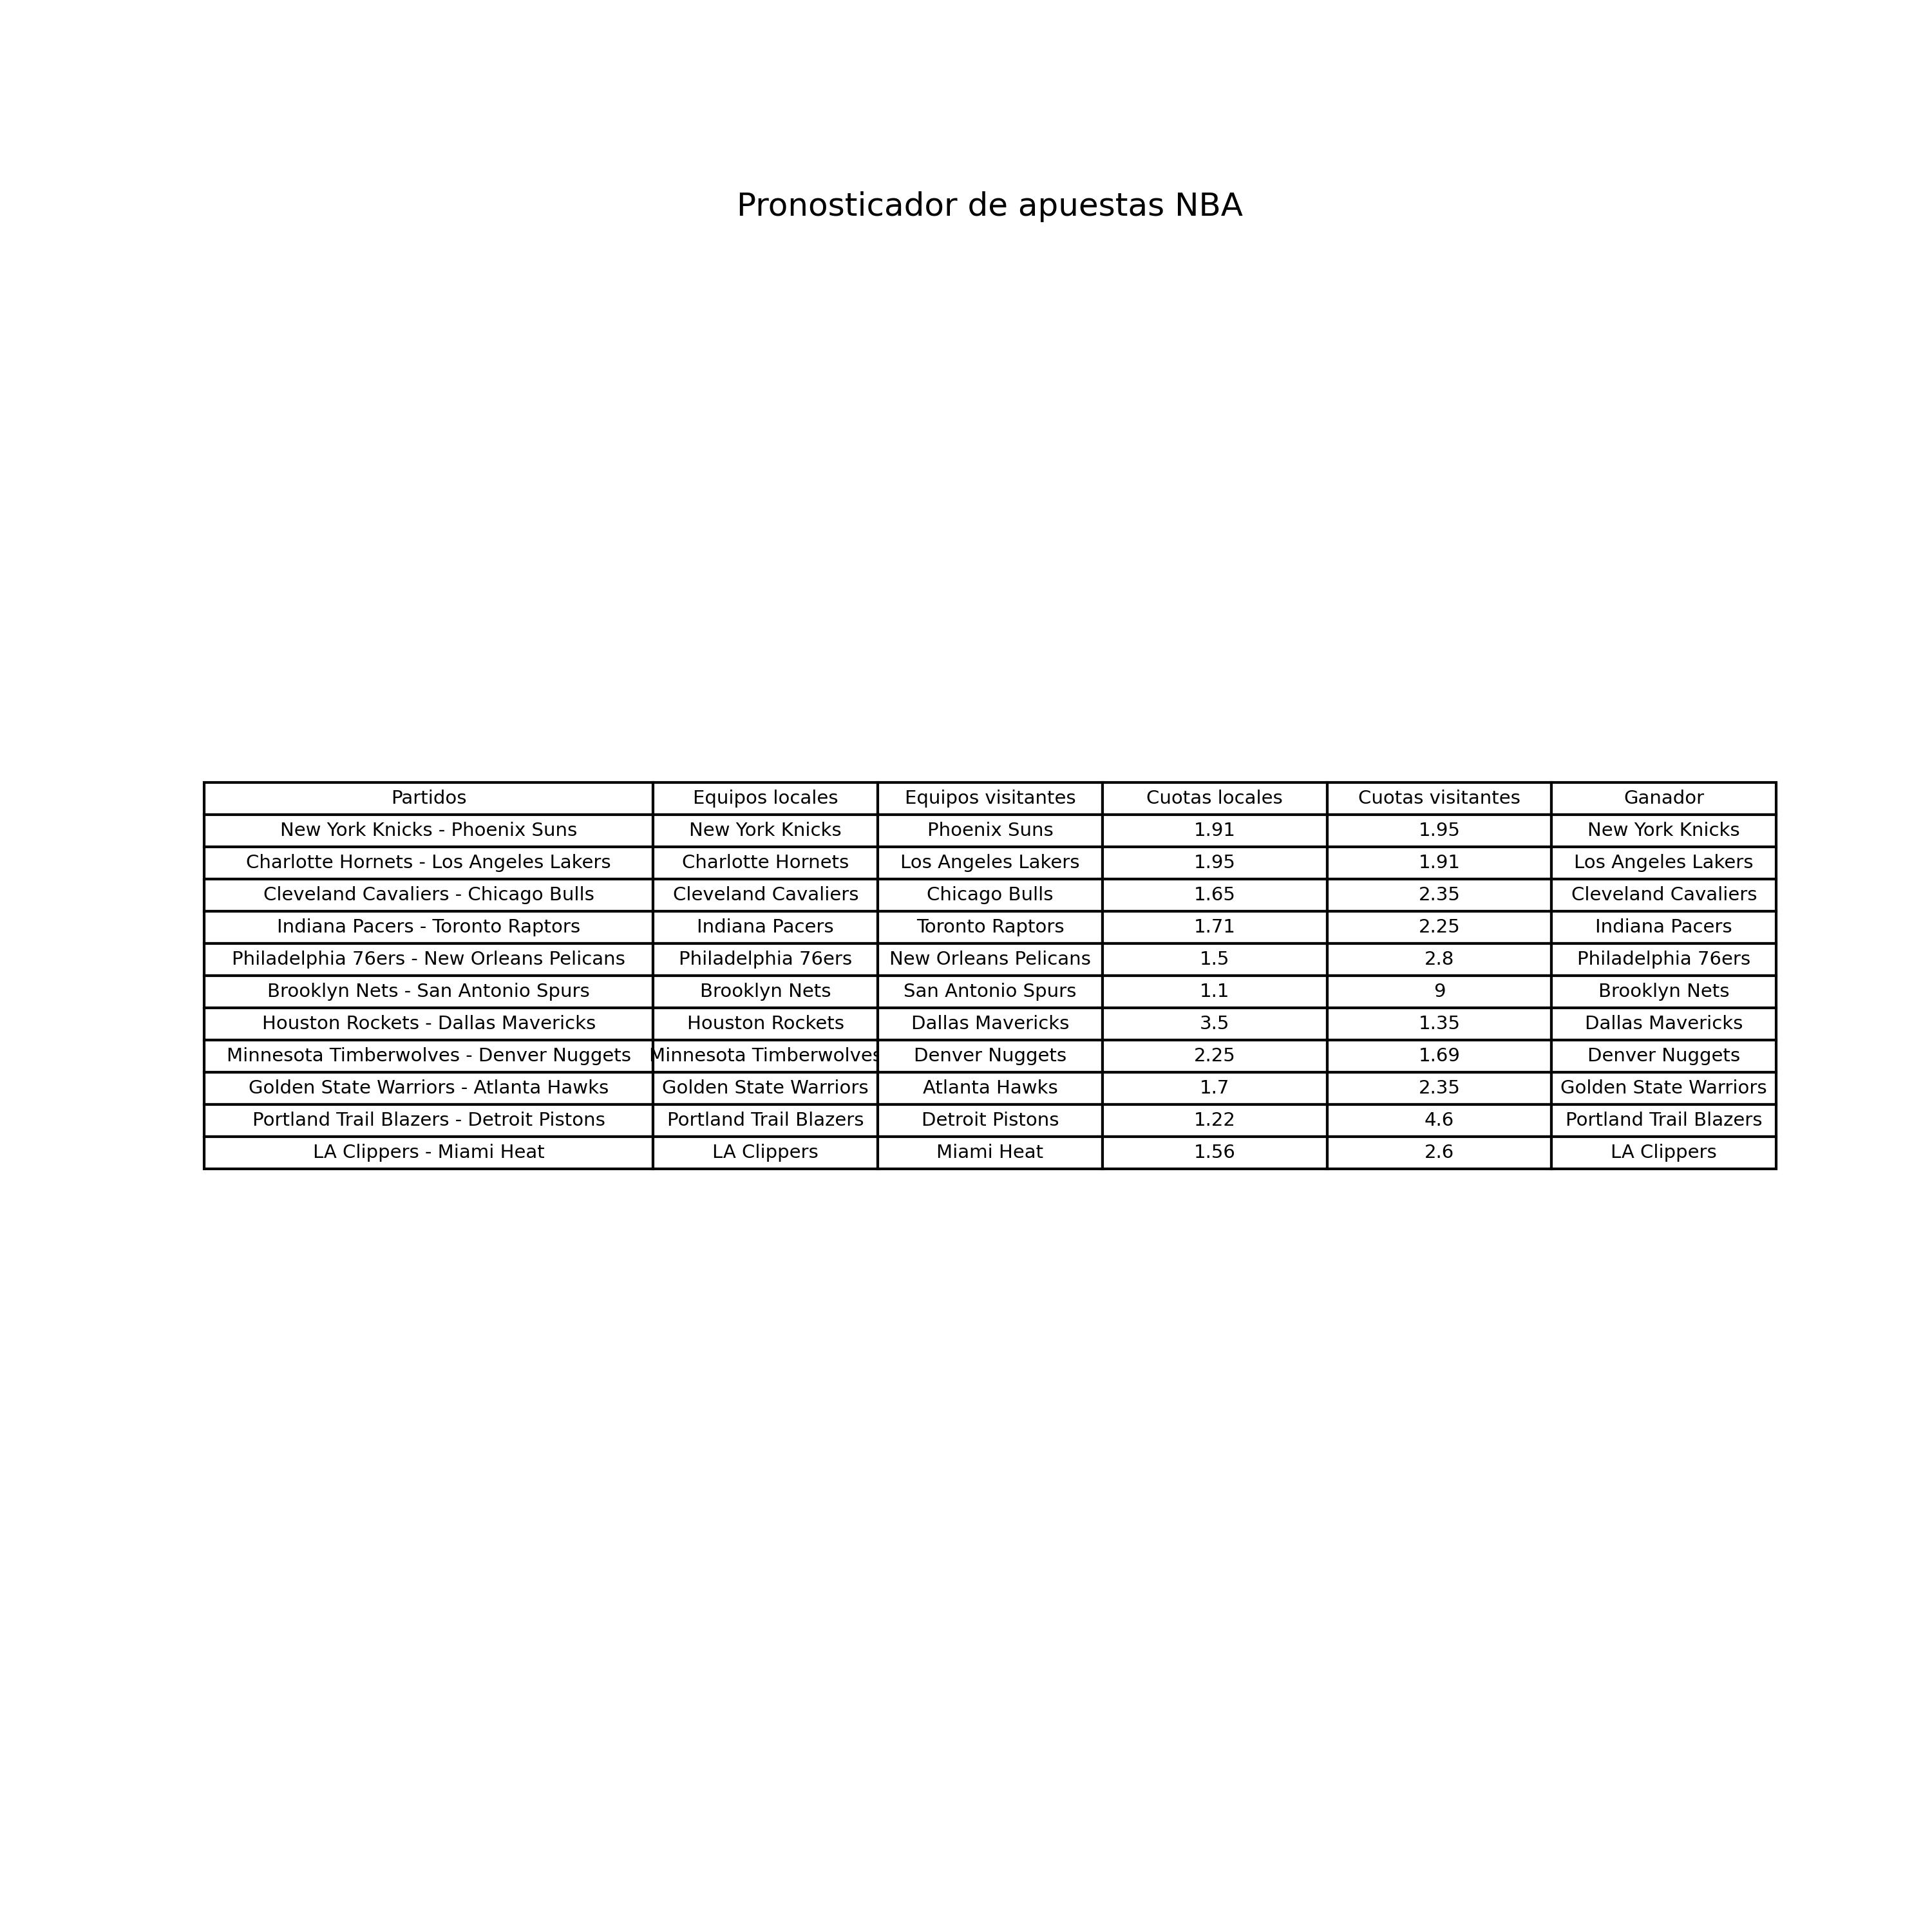 Pronosticador de apuestas NBA
Partidos Equipos locales Equipos visitantes Cuotas locales Cuotas visitantes Ganador
New York Knicks - Phoenix Suns New York Knicks Phoenix Suns 1.91 1.95 New York Knicks
Charlotte Hornets - Los Angeles Lakers Charlotte Hornets Los Angeles Lakers 1.95 1.91 Los Angeles Lakers
Cleveland Cavaliers - Chicago Bulls Cleveland Cavaliers Chicago Bulls 1.65 2.35 Cleveland Cavaliers
Indiana Pacers - Toronto Raptors Indiana Pacers Toronto Raptors 1.71 2.25 Indiana Pacers
Philadelphia 76ers - New Orleans Pelicans Philadelphia 76ers New Orleans Pelicans 1.5 2.8 Philadelphia 76ers
Brooklyn Nets - San Antonio Spurs Brooklyn Nets San Antonio Spurs 1.1 9 Brooklyn Nets
Houston Rockets - Dallas Mavericks Houston Rockets Dallas Mavericks 3.5 1.35 Dallas Mavericks
Minnesota Timberwolves - Denver Nuggets Minnesota Timberwolves Denver Nuggets 2.25 1.69 Denver Nuggets
Golden State Warriors - Atlanta Hawks Golden State Warriors Atlanta Hawks 1.7 2.35 Golden State Warriors
Portland Trail Blazers - Detroit Pistons Portland Trail Blazers Detroit Pistons 1.22 4.6 Portland Trail Blazers
LA Clippers - Miami Heat LA Clippers Miami Heat 1.56 2.6 LA Clippers